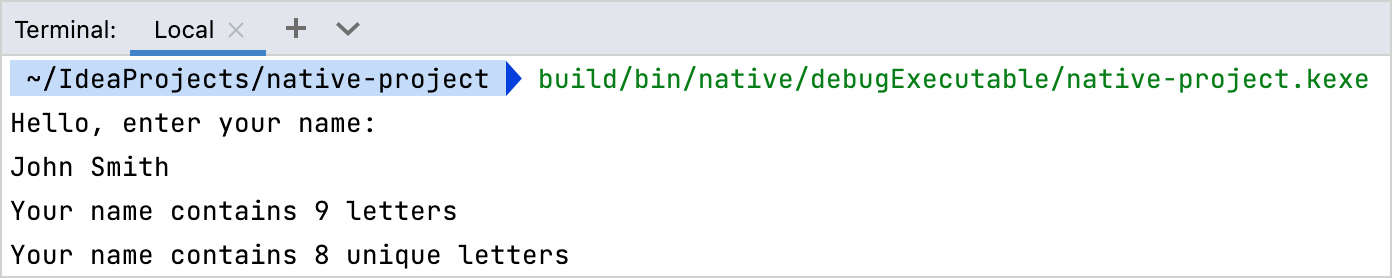 Terminal: Local × + ⌄
~/IdeaProjects/native-project build/bin/native/debugExecutable/native-project.kexe
Hello, enter your name:
John Smith
Your name contains 9 letters
Your name contains 8 unique letters